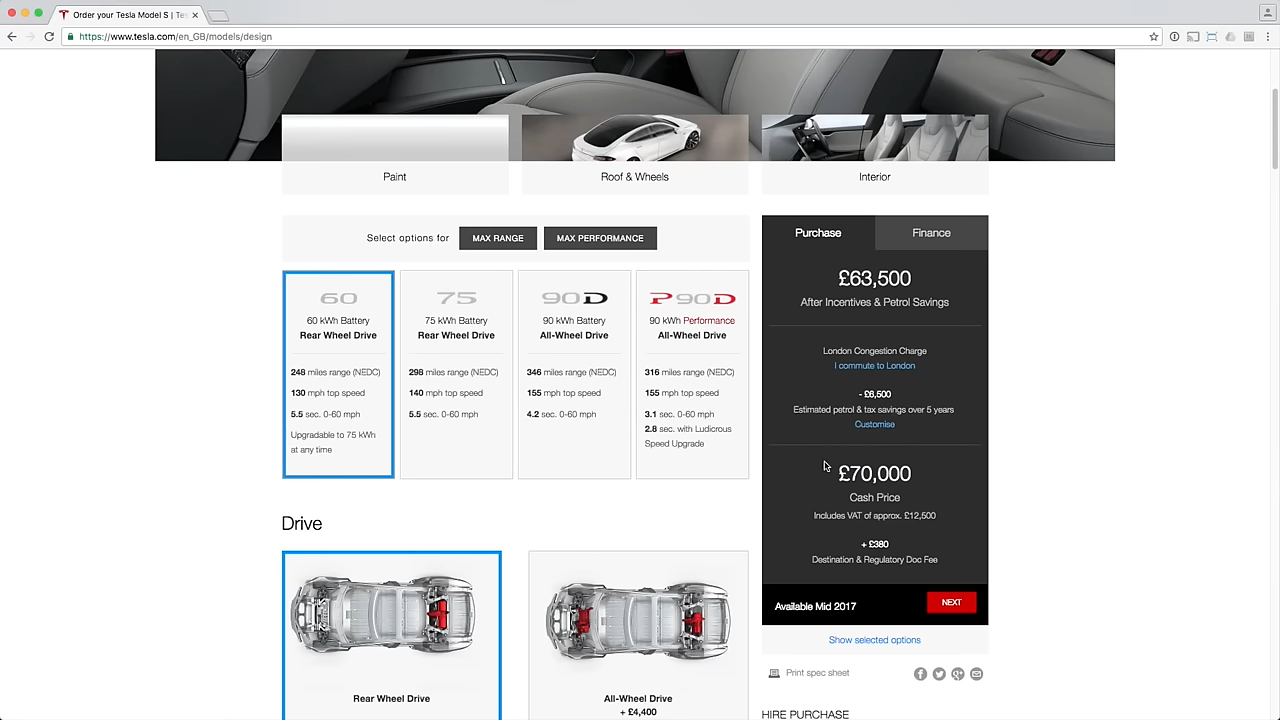 Order your Tesla Model S | Te
https://www.tesla.com/en_GB/models/design
Paint
Roof & Wheels
Interior
Select options for
MAX RANGE
MAX PERFORMANCE
60
60 kWh Battery
Rear Wheel Drive
248 miles range (NEDC)
130 mph top speed
5.5 sec. 0-60 mph
Upgradable to 75 kWh
at any time
75
75 kWh Battery
Rear Wheel Drive
298 miles range (NEDC)
140 mph top speed
5.5 sec. 0-60 mph
90D
90 kWh Battery
All-Wheel Drive
346 miles range (NEDC)
155 mph top speed
4.2 sec. 0-60 mph
P90D
90 kWh Performance
All-Wheel Drive
316 miles range (NEDC)
155 mph top speed
3.1 sec. 0-60 mph
2.8 sec. with Ludicrous
Speed Upgrade
Drive
Rear Wheel Drive
All-Wheel Drive
+ £4,400
Purchase
Finance
£63,500
After Incentives & Petrol Savings
London Congestion Charge
I commute to London
- £6,500
Estimated petrol & tax savings over 5 years
Customise
£70,000
Cash Price
Includes VAT of approx. £12,500
+ £380
Destination & Regulatory Doc Fee
Available Mid 2017
NEXT
Show selected options
Print spec sheet
HIRE PURCHASE